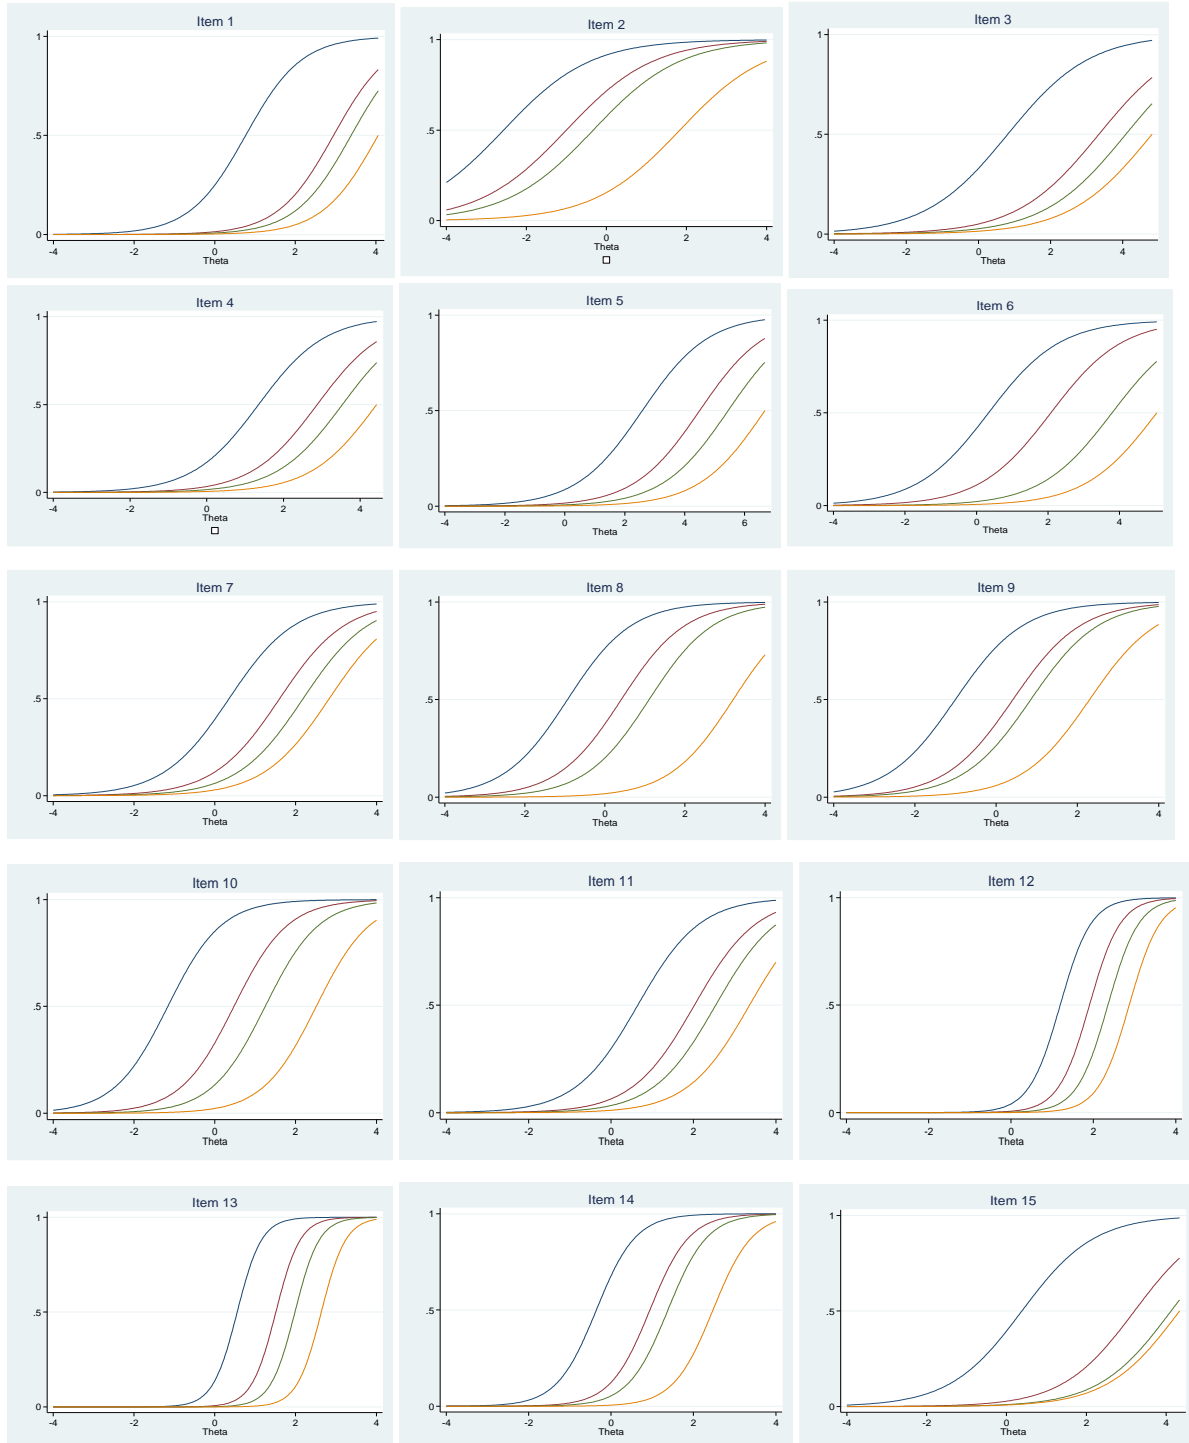 Item 1
1
.5
0
-4 -2 0 2 4
Theta
Item 2
1
.5
0
-4 -2 0 2 4
Theta
Item 3
1
.5
0
-4 -2 0 2 4
Theta
Item 4
1
.5
0
-4 -2 0 2 4
Theta
Item 5
1
.5
0
-4 -2 0 2 4 6
Theta
Item 6
1
.5
0
-4 -2 0 2 4
Theta
Item 7
1
.5
0
-4 -2 0 2 4
Theta
Item 8
1
.5
0
-4 -2 0 2 4
Theta
Item 9
1
.5
0
-4 -2 0 2 4
Theta
Item 10
1
.5
0
-4 -2 0 2 4
Theta
Item 11
1
.5
0
-4 -2 0 2 4
Theta
Item 12
1
.5
0
-4 -2 0 2 4
Theta
Item 13
1
.5
0
-4 -2 0 2 4
Theta
Item 14
1
.5
0
-4 -2 0 2 4
Theta
Item 15
1
.5
0
-4 -2 0 2 4
Theta